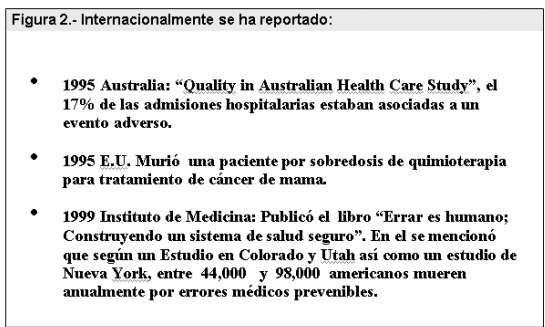 Figura 2.- Internacionalmente se ha reportado:
• 1995 Australia: “Quality in Australian Health Care Study”, el
17% de las admisiones hospitalarias estaban asociadas a un
evento adverso.
• 1995 E.U. Murió una paciente por sobredosis de quimioterapia
para tratamiento de cáncer de mama.
• 1999 Instituto de Medicina: Publicó el libro “Errar es humano;
Construyendo un sistema de salud seguro”. En el se mencionó
que según un Estudio en Colorado y Utah así como un estudio de
Nueva York, entre 44,000 y 98,000 americanos mueren
anualmente por errores médicos prevenibles.